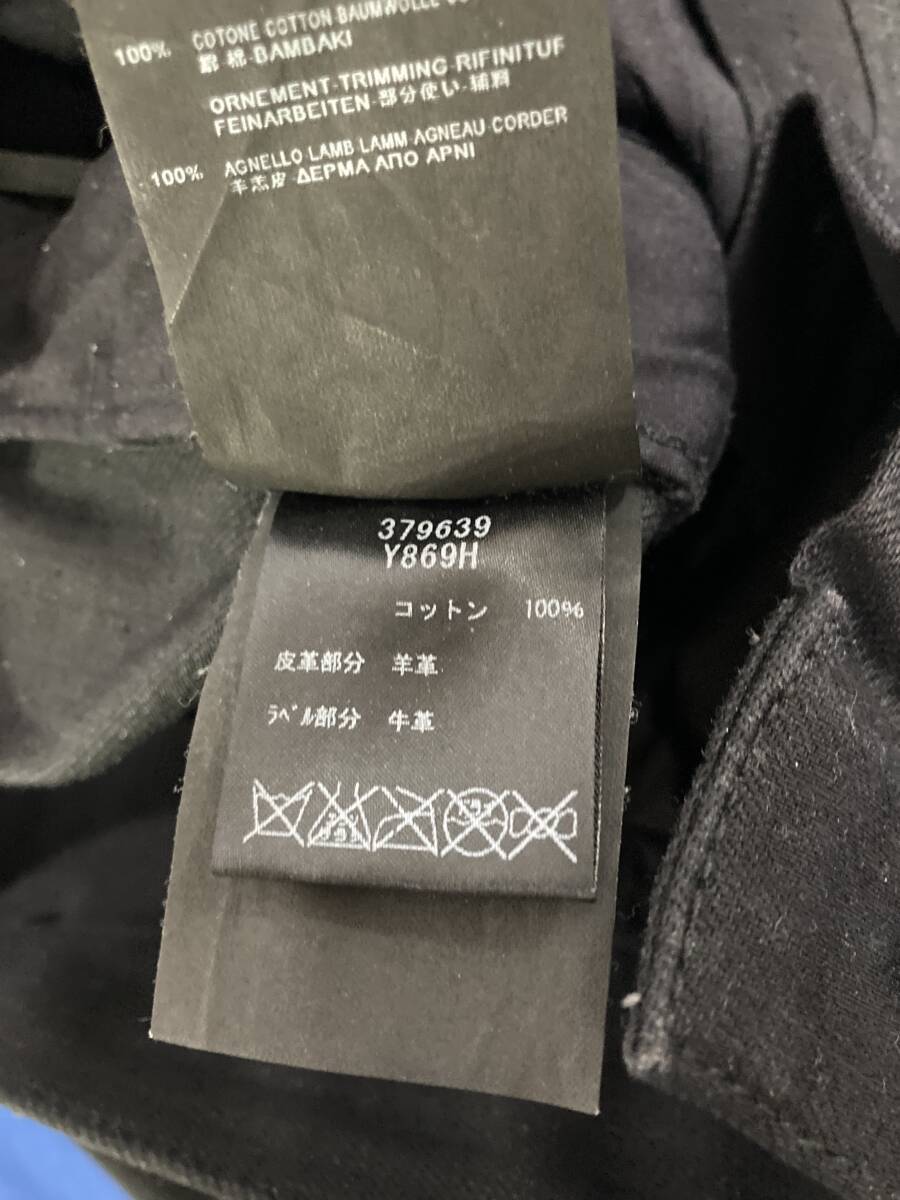 100% COTONE COTTON BAUMWOLLE
棉-BAMBAKI
ORNEMENT-TRIMMING-RIFINITUF
FEINARBEITEN-部分使い-辅料
100% AGNELLO LAMB LAMM AGNEAU CORDER
羊羔皮-ΔΕΡΜΑ ΑΠΟ ΑΡΝΙ
379639
Y869H
コットン 100%
皮革部分 羊革
ﾗﾍﾞﾙ部分 牛革